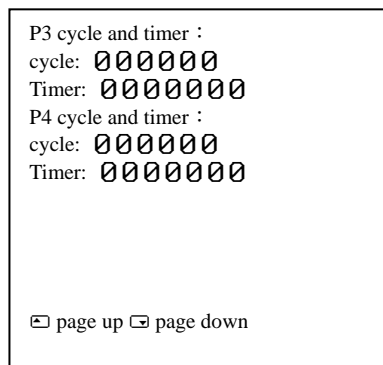 P3 cycle and timer：
cycle: 000000
Timer: 0000000
P4 cycle and timer：
cycle: 000000
Timer: 0000000
page up page down